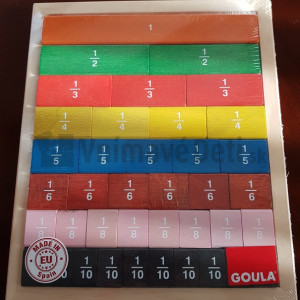 1
1/2 1/2
1/3 1/3 1/3
1/4 1/4 1/4 1/4
1/5 1/5 1/5 1/5 1/5
1/6 1/6 1/6 1/6 1/6 1/6
1/8 1/8 1/8 1/8 1/8 1/8 1/8
1/10 1/10 1/10 1/10 1/10 1/10
MADE IN
EU
Spain
GOULA